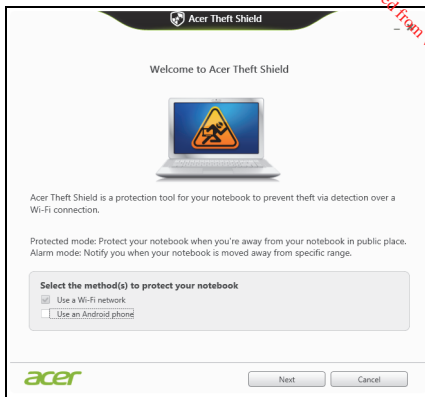 Acer Theft Shield
Welcome to Acer Theft Shield
Acer Theft Shield is a protection tool for your notebook to prevent theft via detection over a
Wi-Fi connection.
Protected mode: Protect your notebook when you're away from your notebook in public place.
Alarm mode: Notify you when your notebook is moved away from specific range.
Select the method(s) to protect your notebook
Use a Wi-Fi network
Use an Android phone
acer
Next
Cancel